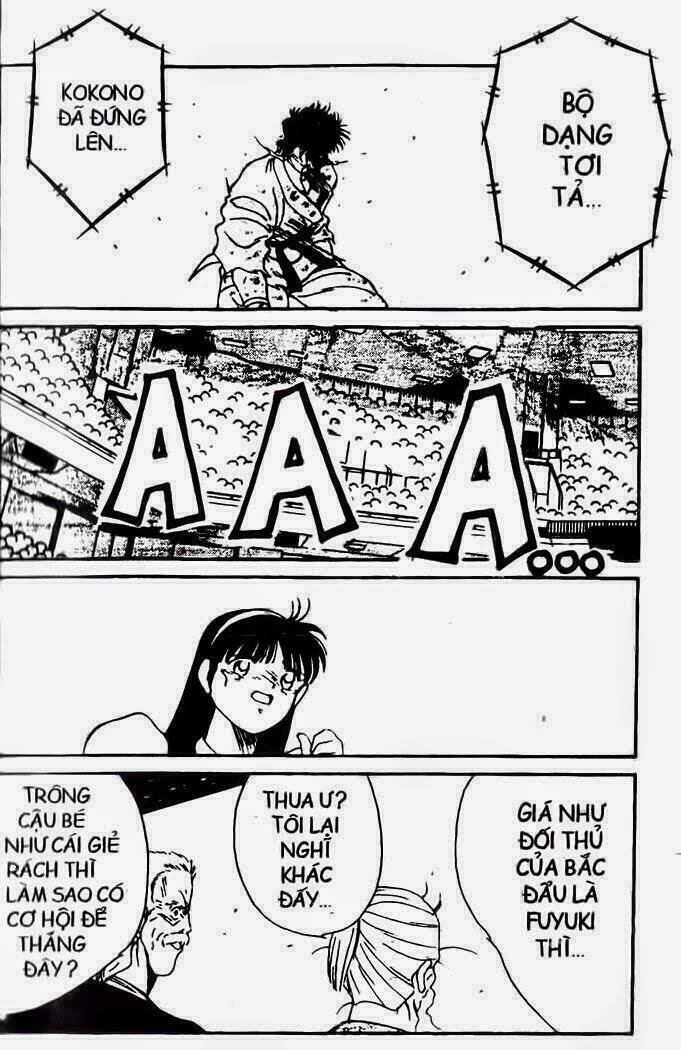 BỘ
DẠNG
TƠI
TẢ...
KOKONO
ĐÃ ĐỨNG
LÊN...
AAA...
GIÁ NHƯ
ĐỐI THỦ
CỦA BẮC
ĐẨU LÀ
FUYUKI
THÌ...
THUA Ư?
TÔI LẠI
NGHĨ
KHÁC
ĐẤY...
TRÔNG
CẬU BÉ
NHƯ CÁI GIẺ
RÁCH THÌ
LÀM SAO CÓ
CƠ HỘI ĐỂ
THẮNG
ĐÂY?